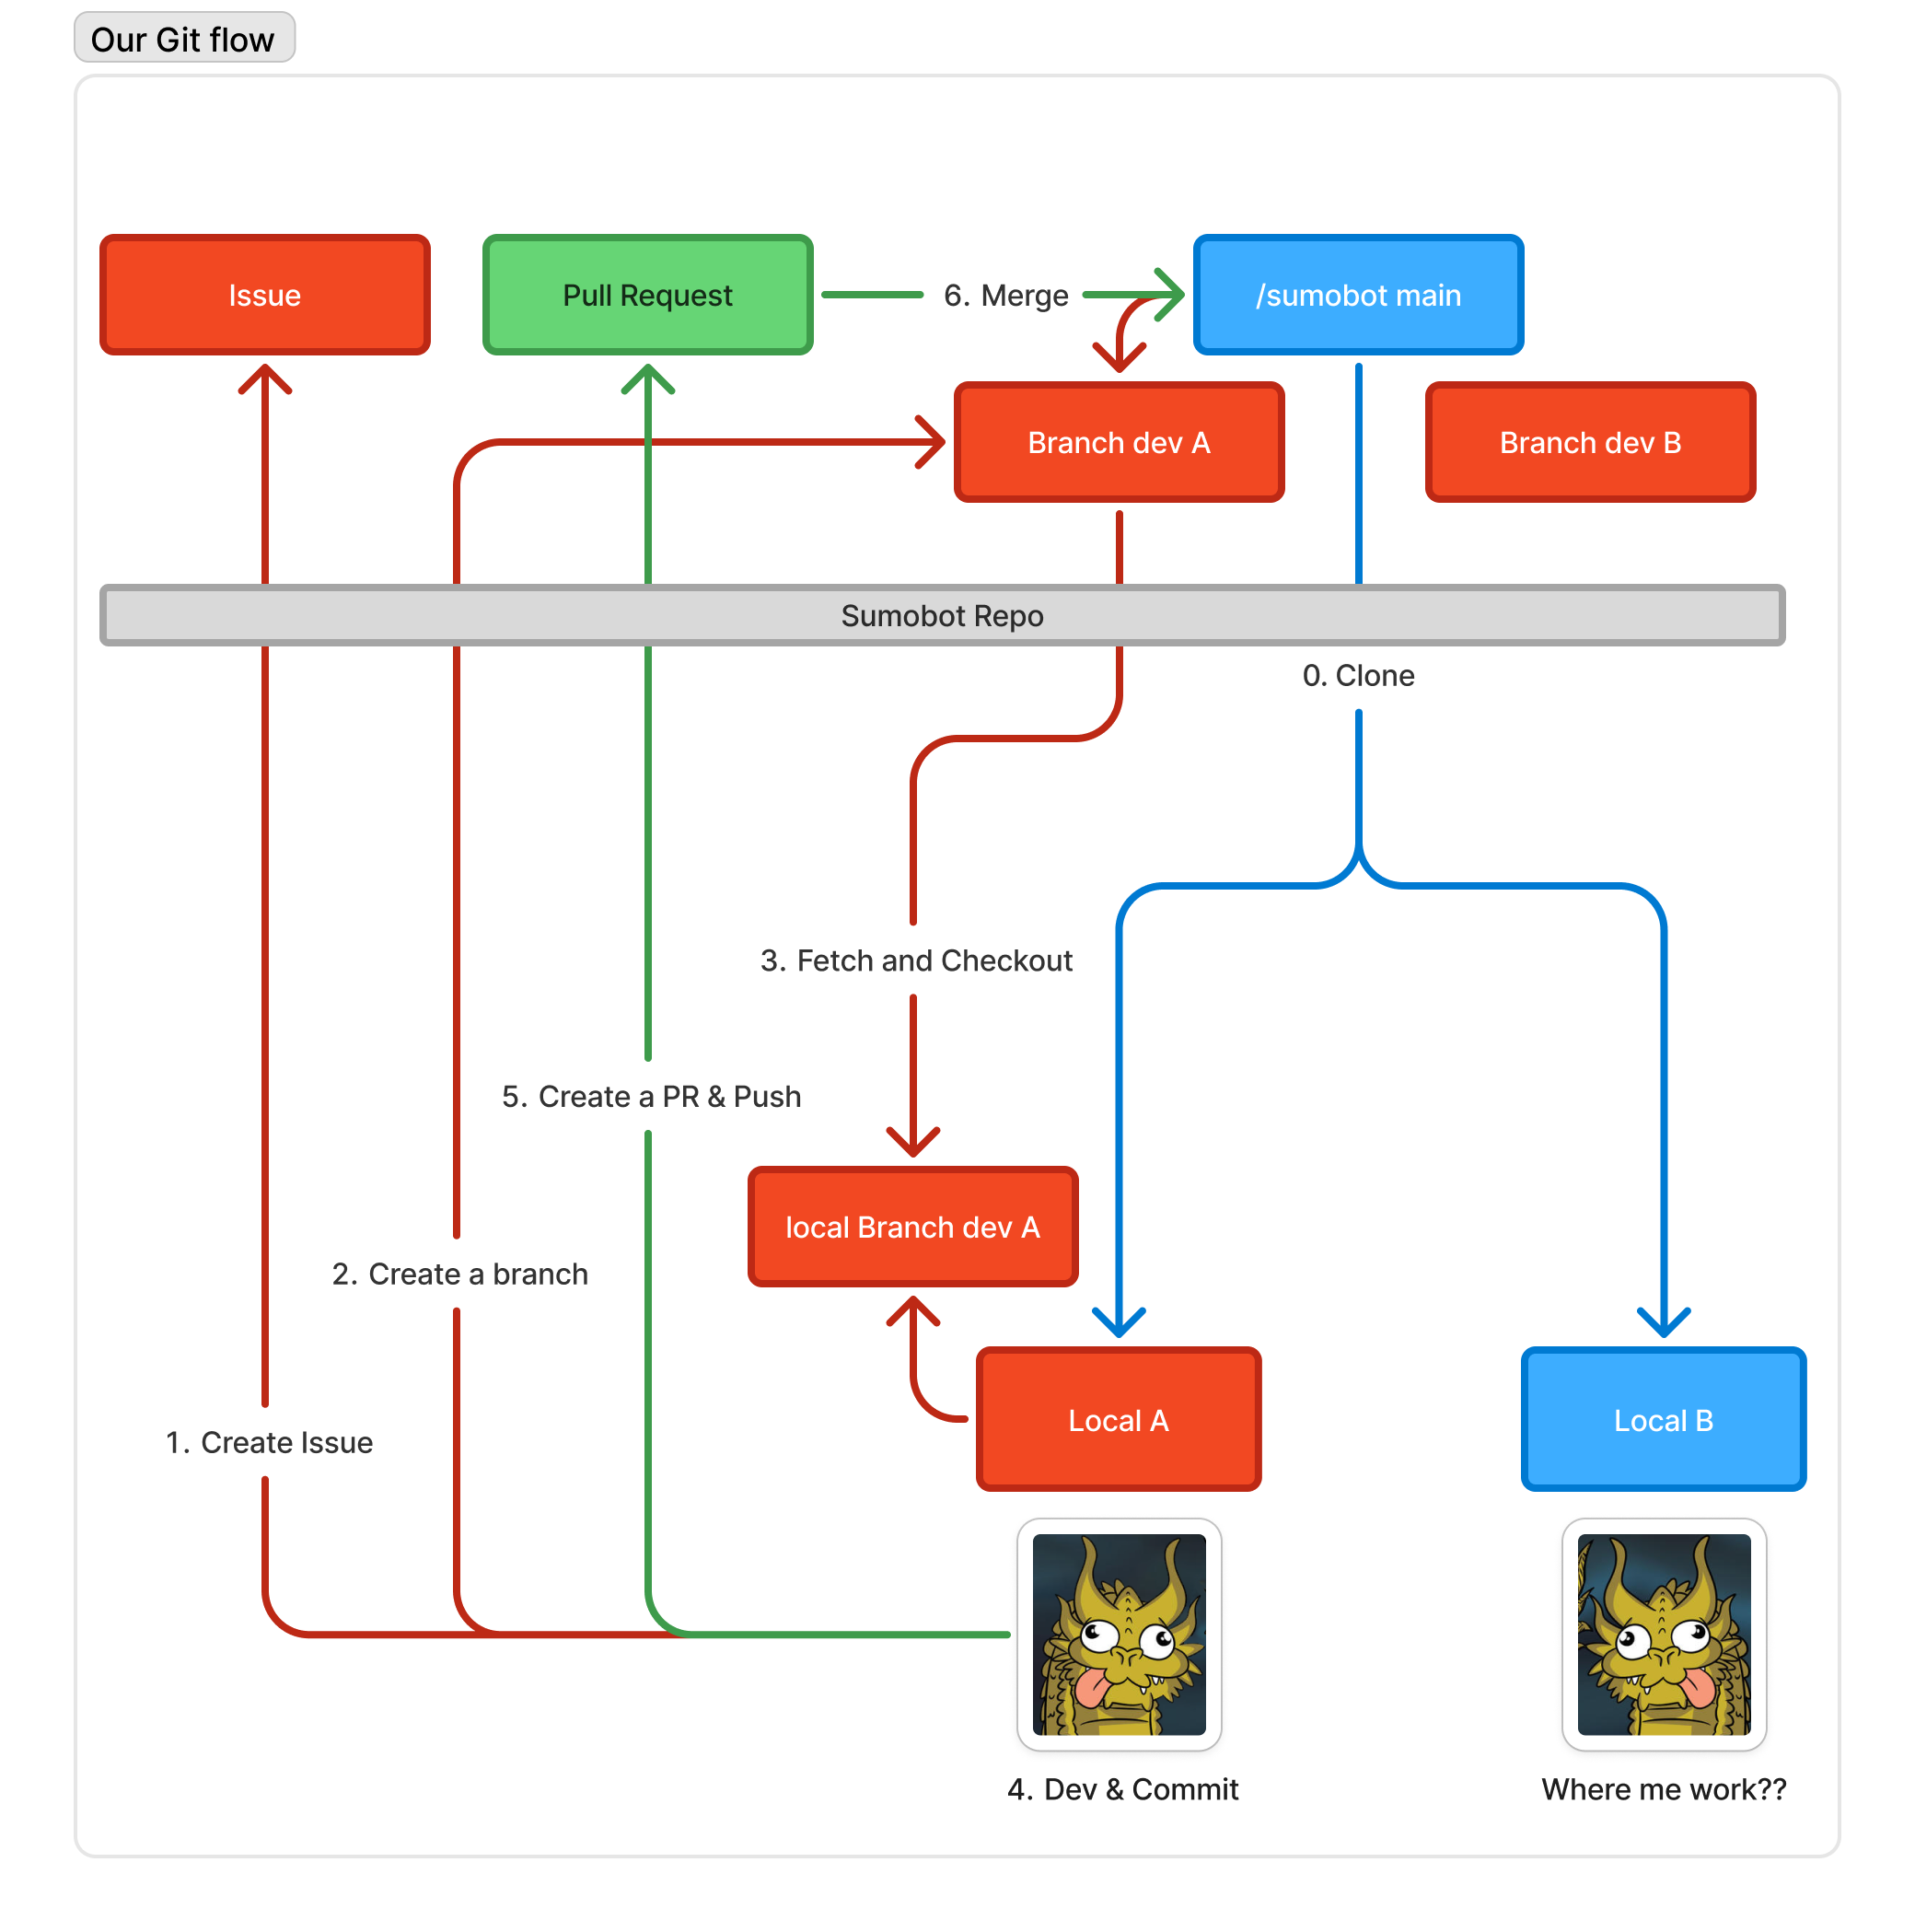 Our Git flow
Issue
Pull Request
6. Merge
/sumobot main
Branch dev A
Branch dev B
Sumobot Repo
0. Clone
3. Fetch and Checkout
5. Create a PR & Push
local Branch dev A
2. Create a branch
Local A
Local B
1. Create Issue
4. Dev & Commit
Where me work??